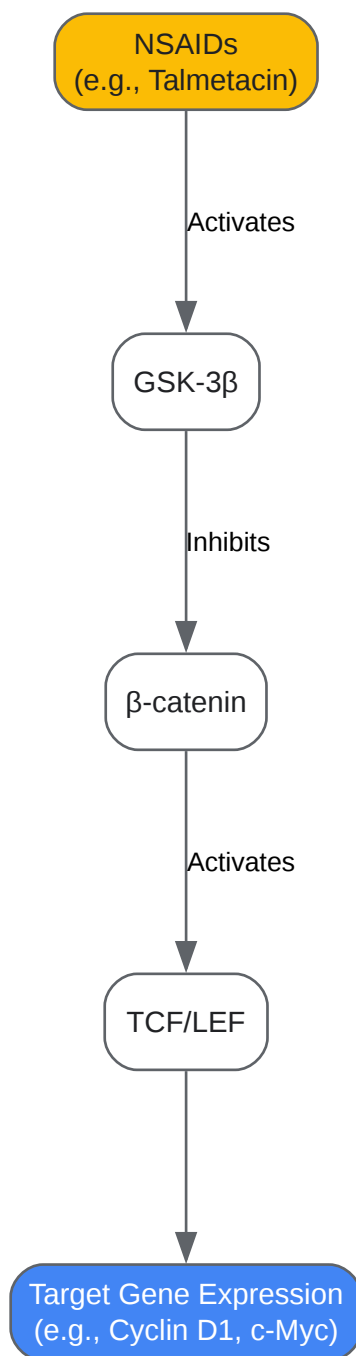 NSAIDs
(e.g., Talmetacin)
Activates
GSK-3β
Inhibits
β-catenin
Activates
TCF/LEF
Target Gene Expression
(e.g., Cyclin D1, c-Myc)